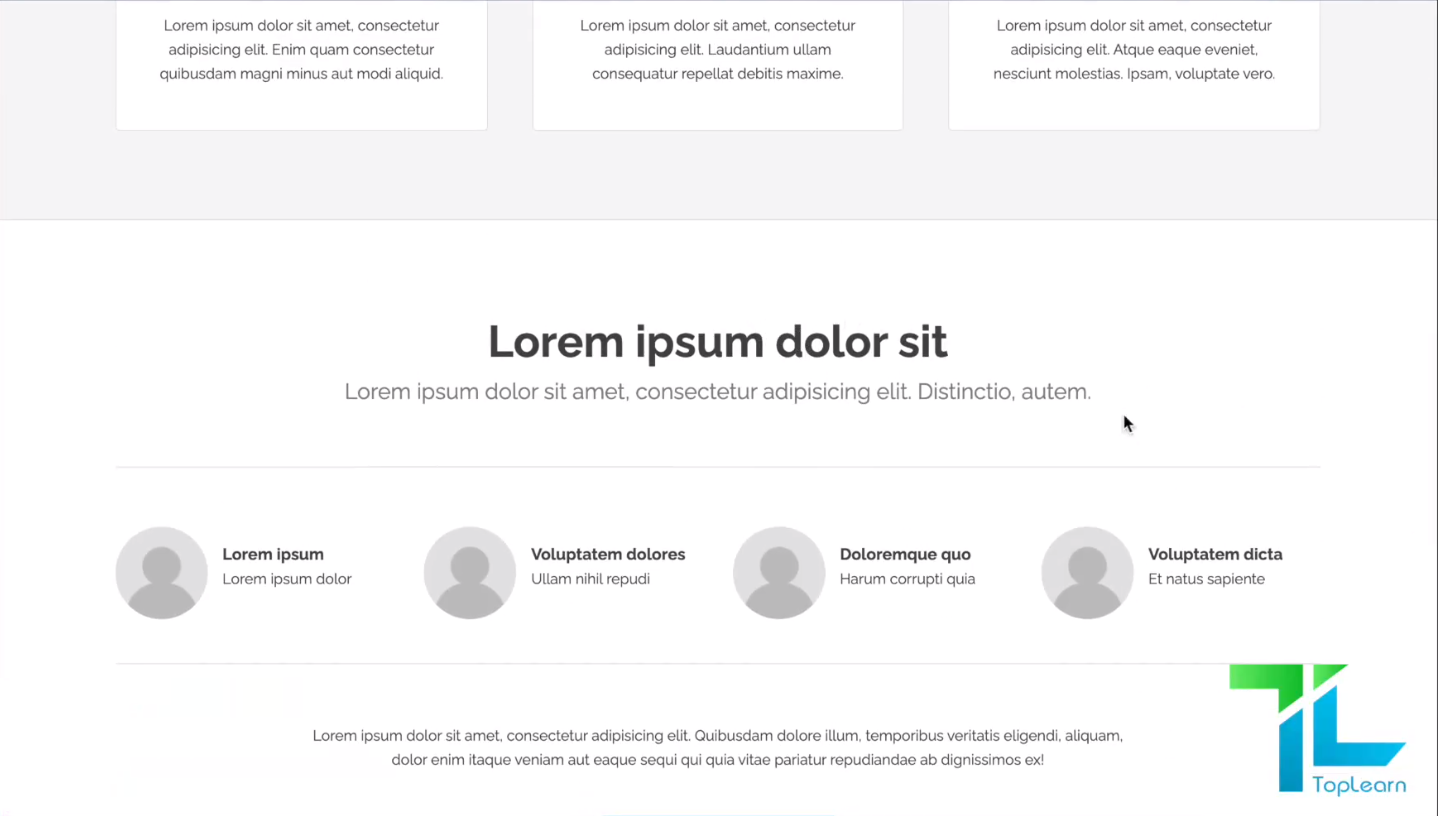 Lorem ipsum dolor sit amet, consectetur
adipisicing elit. Enim quam consectetur
quibusdam magni minus aut modi aliquid.
Lorem ipsum dolor sit amet, consectetur
adipisicing elit. Laudantium ullam
consequatur repellat debitis maxime.
Lorem ipsum dolor sit amet, consectetur
adipisicing elit. Atque eaque eveniet,
nesciunt molestias. Ipsam, voluptate vero.
Lorem ipsum dolor sit
Lorem ipsum dolor sit amet, consectetur adipisicing elit. Distinctio, autem.
Lorem ipsum
Lorem ipsum dolor
Voluptatem dolores
Ullam nihil repudi
Doloremque quo
Harum corrupti quia
Voluptatem dicta
Et natus sapiente
Lorem ipsum dolor sit amet, consectetur adipisicing elit. Quibusdam dolore illum, temporibus veritatis eligendi, aliquam,
dolor enim itaque veniam aut eaque sequi qui quia vitae pariatur repudiandae ab dignissimos ex!
TL
TopLearn